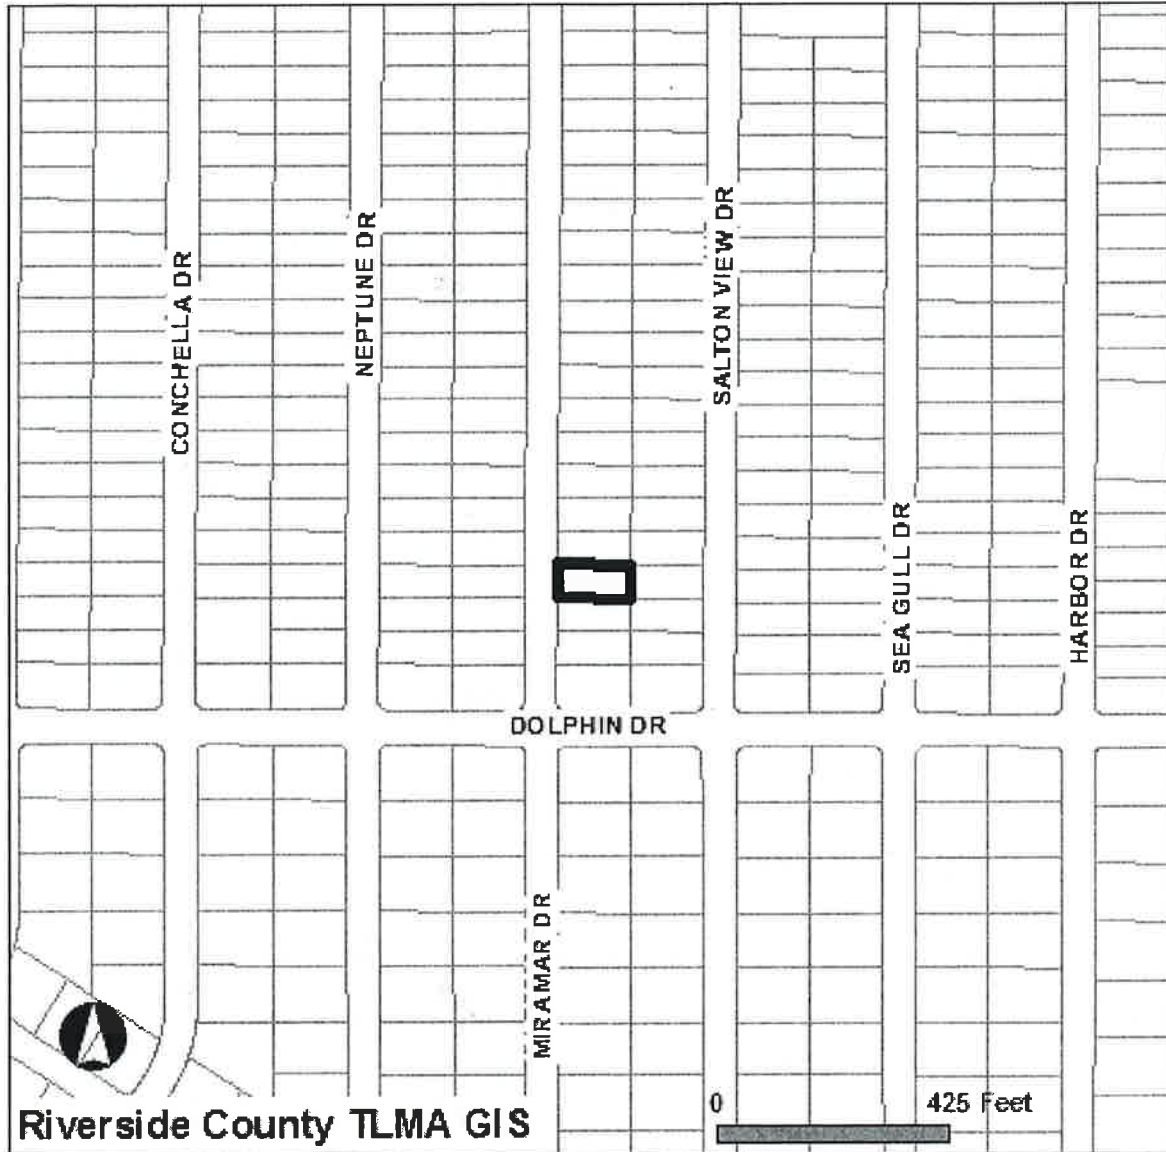 CONCHELLA DR
NEPTUNE DR
SALTON VIEW DR
SEA GULL DR
HARBOR DR
DOLPHIN DR
MIRAMAR DR
0
425 Feet
Riverside County TLMA GIS